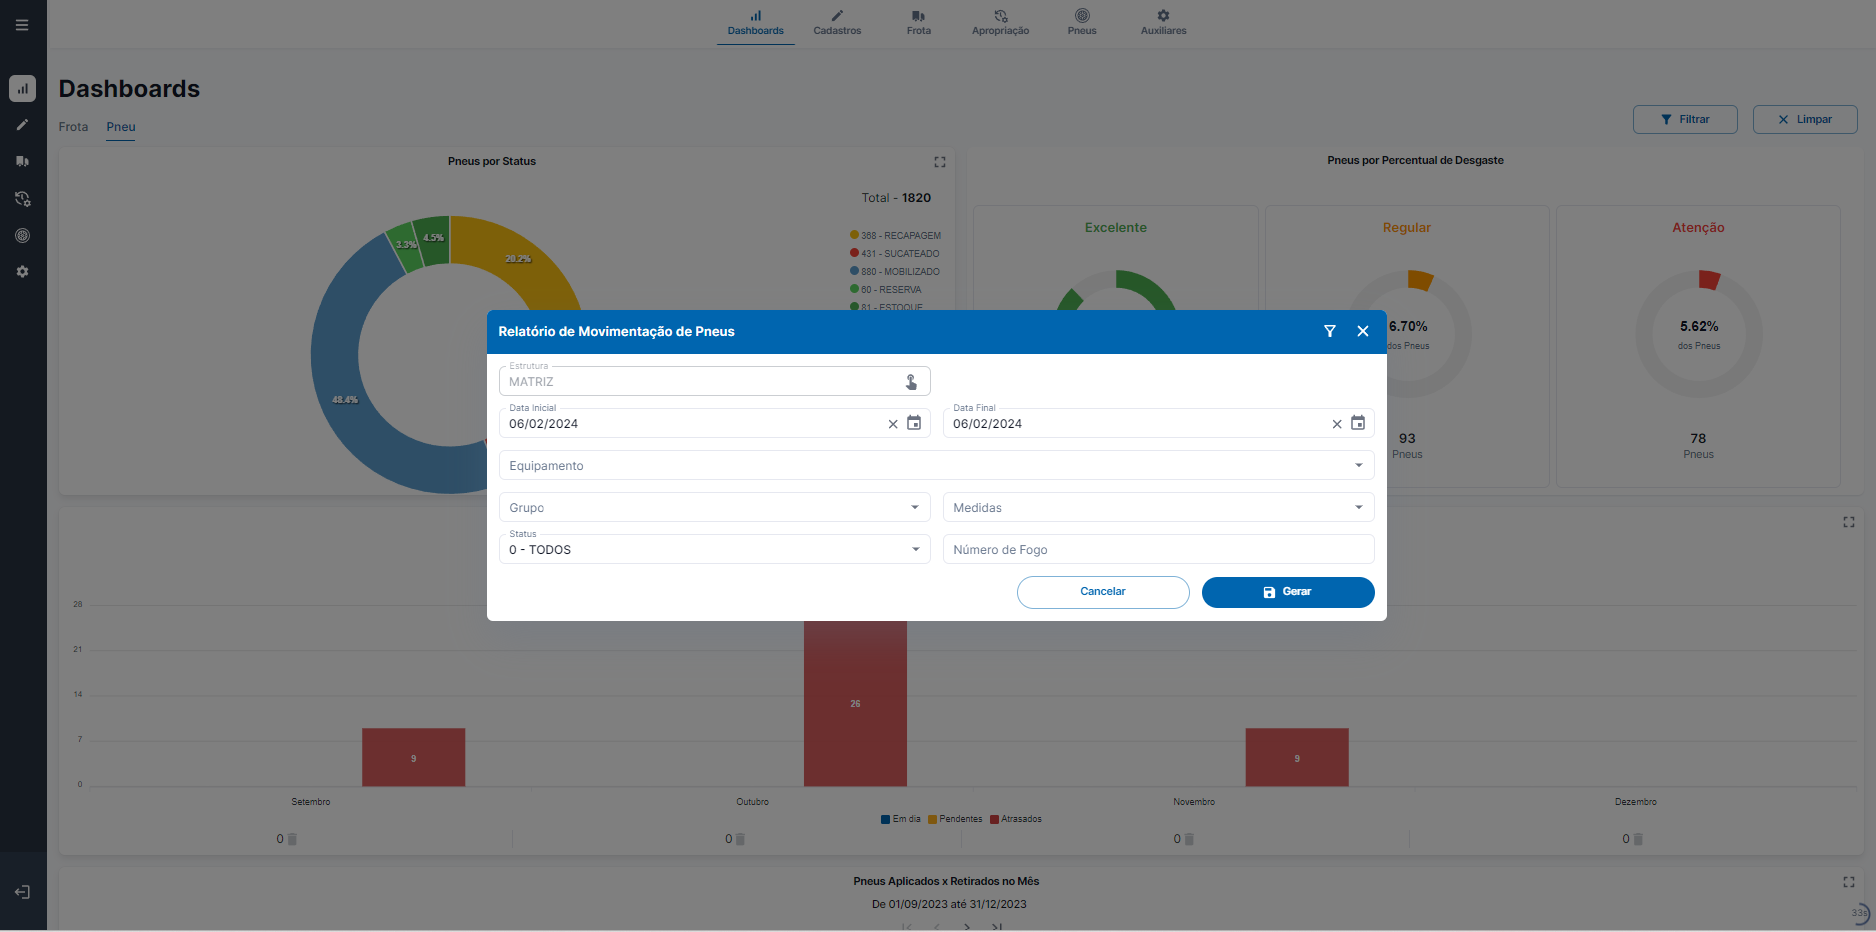 Dashboards
Cadastros
Frota
Apropriação
Pneus
Auxiliares
Dashboards
Frota
Pneu
Filtrar
Limpar
Pneus por Status
Total - 1820
368 - RECAPAGEM
431 - SUCATEADO
880 - MOBILIZADO
60 - RESERVA
81 - ESTOQUE
3.3%
4.5%
20.2%
48.4%
Pneus por Percentual de Desgaste
Excelente
Regular
6.70%
dos Pneus
93
Pneus
Atenção
5.62%
dos Pneus
78
Pneus
Relatório de Movimentação de Pneus
Estrutura
MATRIZ
Data Inicial
06/02/2024
Data Final
06/02/2024
Equipamento
Grupo
Medidas
Status
0 - TODOS
Número de Fogo
Cancelar
Gerar
28
21
14
7
0
9
26
9
Setembro
Outubro
Novembro
Dezembro
Em dia
Pendentes
Atrasados
0
0
0
0
Pneus Aplicados x Retirados no Mês
De 01/09/2023 até 31/12/2023
33s